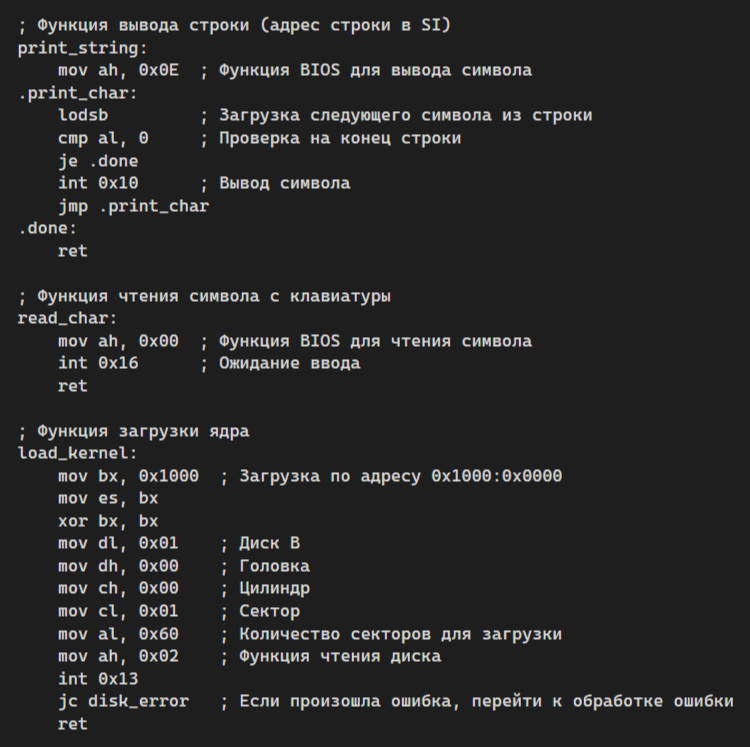 ; Функция вывода строки (адрес строки в SI)
print_string:
    mov ah, 0x0E  ; Функция BIOS для вывода символа
.print_char:
    lodsb         ; Загрузка следующего символа из строки
    cmp al, 0     ; Проверка на конец строки
    je .done
    int 0x10      ; Вывод символа
    jmp .print_char
.done:
    ret

; Функция чтения символа с клавиатуры
read_char:
    mov ah, 0x00  ; Функция BIOS для чтения символа
    int 0x16      ; Ожидание ввода
    ret

; Функция загрузки ядра
load_kernel:
    mov bx, 0x1000  ; Загрузка по адресу 0x1000:0x0000
    mov es, bx
    xor bx, bx
    mov dl, 0x01    ; Диск B
    mov dh, 0x00    ; Головка
    mov ch, 0x00    ; Цилиндр
    mov cl, 0x01    ; Сектор
    mov al, 0x60    ; Количество секторов для загрузки
    mov ah, 0x02    ; Функция чтения диска
    int 0x13
    jc disk_error   ; Если произошла ошибка, перейти к обработке ошибки
    ret